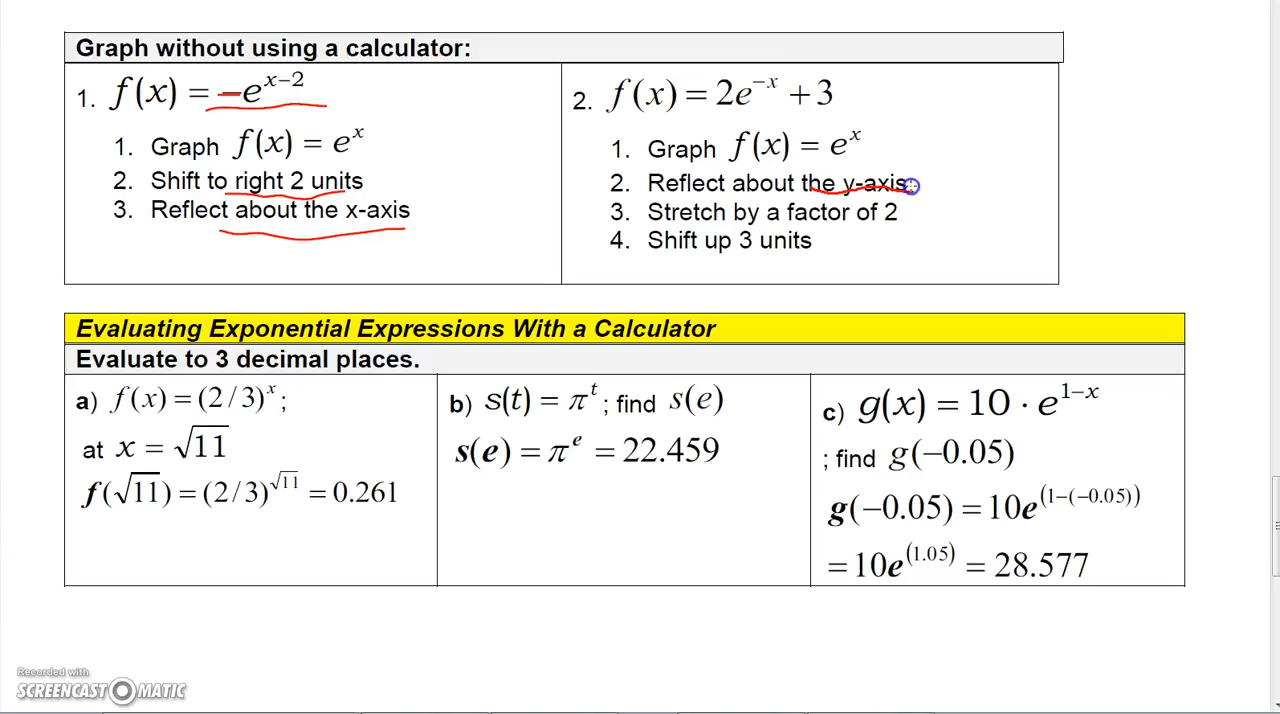 Graph without using a calculator:
1. f(x) = −e^{x−2}
1. Graph f(x) = e^x
2. Shift to right 2 units
3. Reflect about the x-axis
2. f(x) = 2e^{−x} + 3
1. Graph f(x) = e^x
2. Reflect about the y-axis
3. Stretch by a factor of 2
4. Shift up 3 units
Evaluating Exponential Expressions With a Calculator
Evaluate to 3 decimal places.
a) f(x) = (2/3)^x ;
at x = √11
f(√11) = (2/3)^{√11} = 0.261
b) s(t) = π^t ; find s(e)
s(e) = π^e = 22.459
c) g(x) = 10 · e^{1−x}
; find g(−0.05)
g(−0.05) = 10e^{(1−(−0.05))}
= 10e^{(1.05)} = 28.577
Recorded with
SCREENCAST O MATIC